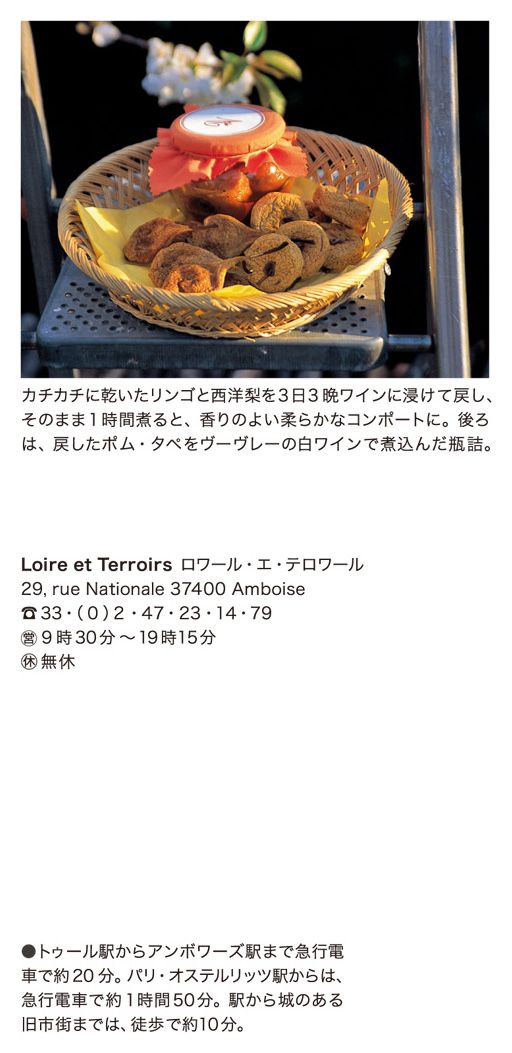 カチカチに乾いたリンゴと西洋梨を3日3晩ワインに浸けて戻し、
そのまま1時間煮ると、香りのよい柔らかなコンポートに。後ろ
は、戻したポム・タペをヴーヴレーの白ワインで煮込んだ瓶詰。
Loire et Terroirs ロワール・エ・テロワール
29, rue Nationale 37400 Amboise
☎33・(0)2・47・23・14・79
㊡9時30分〜19時15分
㊡無休
●トゥール駅からアンボワーズ駅まで急行電
車で約20分。パリ・オステルリッツ駅からは、
急行電車で約1時間50分。駅から城のある
旧市街までは、徒歩で約10分。